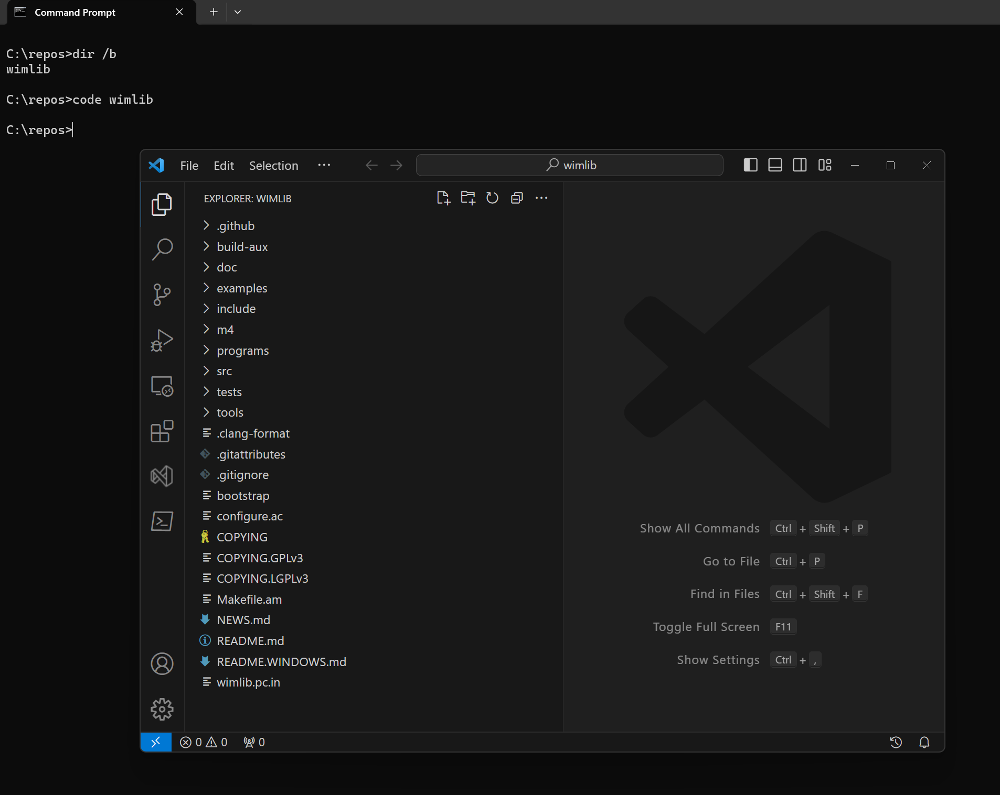 Command Prompt
C:\repos>dir /b
wimlib
C:\repos>code wimlib
C:\repos>
File Edit Selection ··· wimlib
EXPLORER: WIMLIB
.github
build-aux
doc
examples
include
m4
programs
src
tests
tools
.clang-format
.gitattributes
.gitignore
bootstrap
configure.ac
COPYING
COPYING.GPLv3
COPYING.LGPLv3
Makefile.am
NEWS.md
README.md
README.WINDOWS.md
wimlib.pc.in
Show All Commands Ctrl + Shift + P
Go to File Ctrl + P
Find in Files Ctrl + Shift + F
Toggle Full Screen F11
Show Settings Ctrl + ,
0 0 0